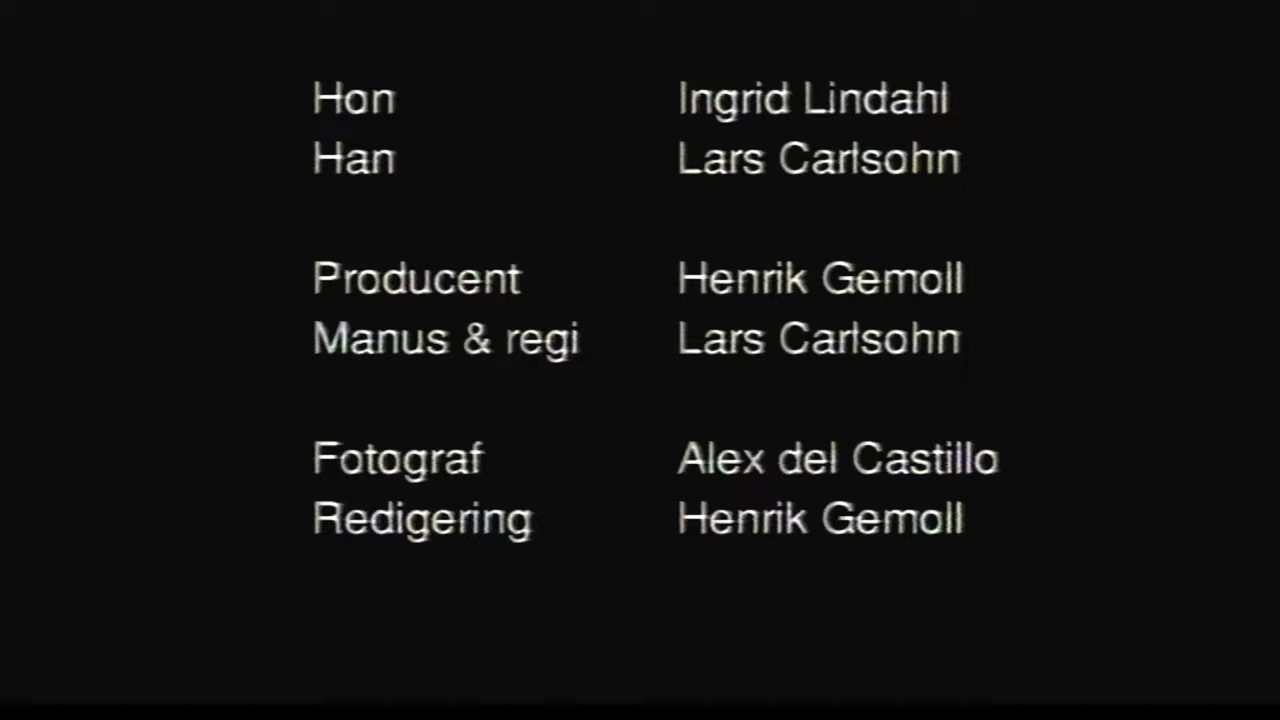 Hon Ingrid Lindahl
Han Lars Carlsohn
Producent Henrik Gemoll
Manus & regi Lars Carlsohn
Fotograf Alex del Castillo
Redigering Henrik Gemoll